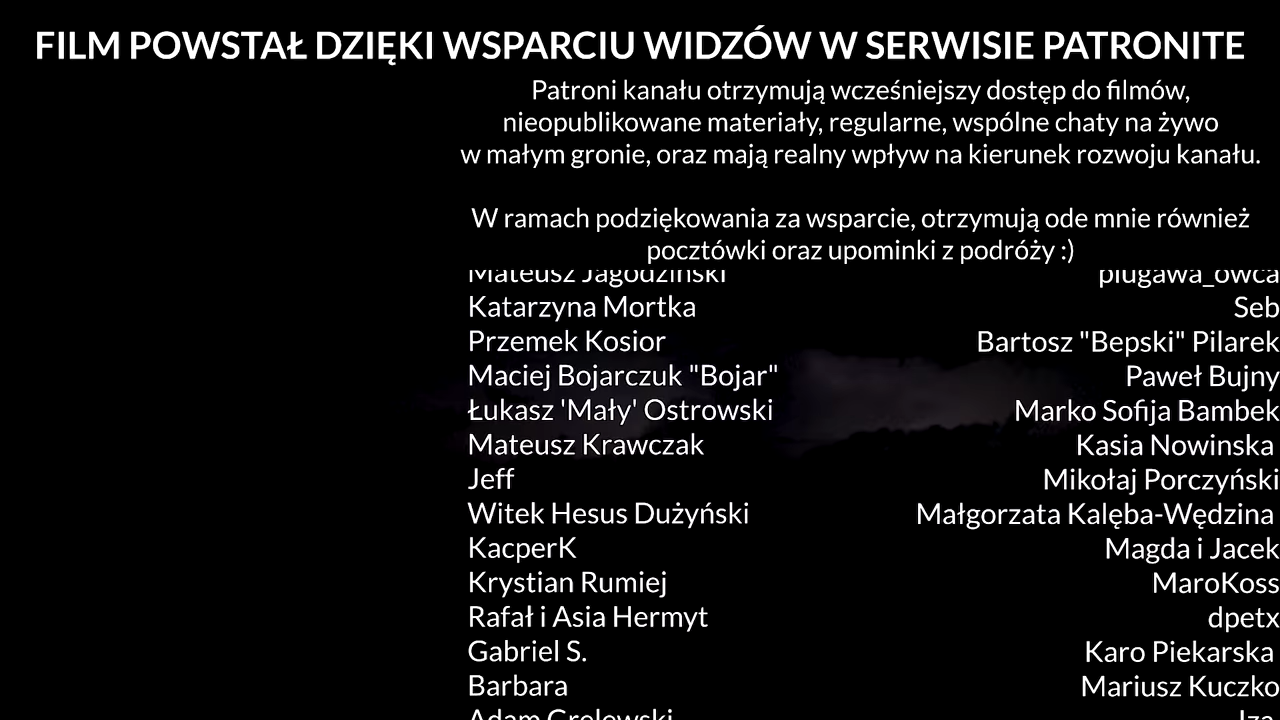 FILM POWSTAŁ DZIĘKI WSPARCIU WIDZÓW W SERWISIE PATRONITE
Patroni kanału otrzymują wcześniejszy dostęp do filmów,
nieopublikowane materiały, regularne, wspólne chaty na żywo
w małym gronie, oraz mają realny wpływ na kierunek rozwoju kanału.
W ramach podziękowania za wsparcie, otrzymują ode mnie również
pocztówki oraz upominki z podróży :)
Mateusz Jagodziński plugawa_owca
Katarzyna Mortka Seb
Przemek Kosior Bartosz "Bepski" Pilarek
Maciej Bojarczuk "Bojar" Paweł Bujny
Łukasz 'Mały' Ostrowski Marko Sofija Bambek
Mateusz Krawczak Kasia Nowinska
Jeff Mikołaj Porczyński
Witek Hesus Dużyński Małgorzata Kalęba-Wędzina
KacperK Magda i Jacek
Krystian Rumiej MaroKoss
Rafał i Asia Hermyt dpetx
Gabriel S. Karo Piekarska
Barbara Mariusz Kuczko
Adam